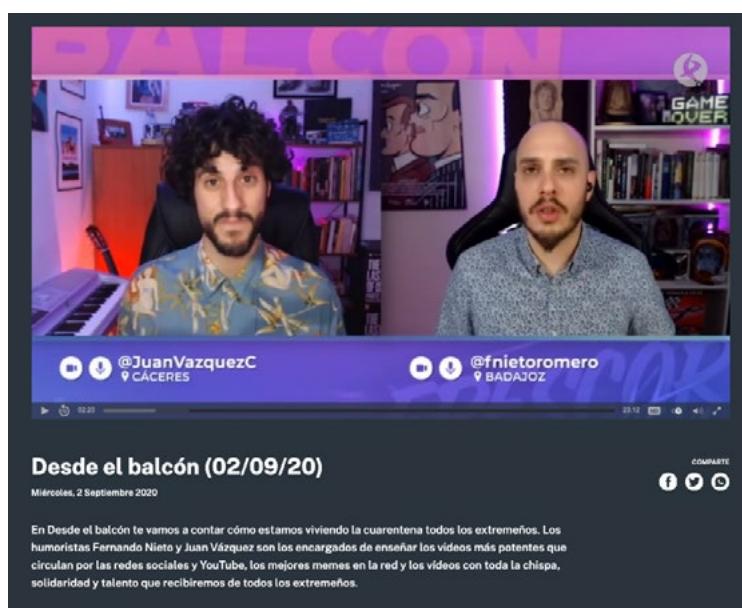 BALCON
GAME
OVER
@JuanVazquezC
CÁCERES
@fnietoromero
BADAJOZ
02:23
23:12
HD
Desde el balcón (02/09/20)
COMPARTE
Miércoles, 2 Septiembre 2020
En Desde el balcón te vamos a contar cómo estamos viviendo la cuarentena todos los extremeños. Los
humoristas Fernando Nieto y Juan Vázquez son los encargados de enseñar los videos más potentes que
circulan por las redes sociales y YouTube, los mejores memes en la red y los vídeos con toda la chispa,
solidaridad y talento que recibiremos de todos los extremeños.